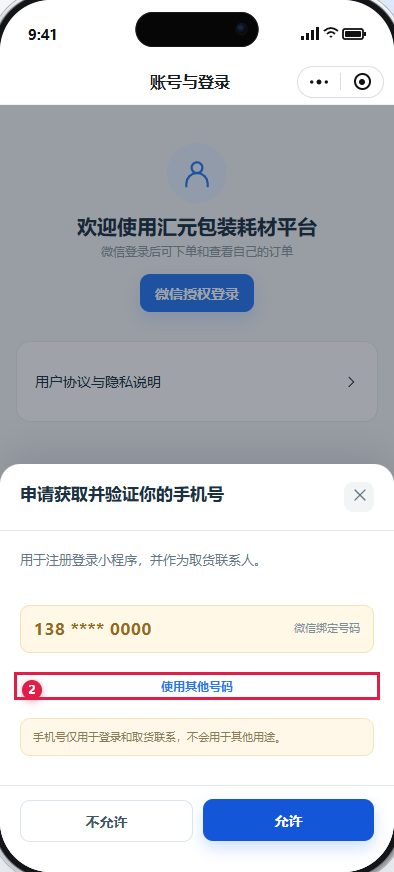 9:41
账号与登录
欢迎使用汇元包装耗材平台
微信登录后可下单和查看自己的订单
微信授权登录
用户协议与隐私说明
申请获取并验证你的手机号
用于注册登录小程序，并作为取货联系人。
138 **** 0000 微信绑定号码
2 使用其他号码
手机号仅用于登录和取货联系，不会用于其他用途。
不允许 允许